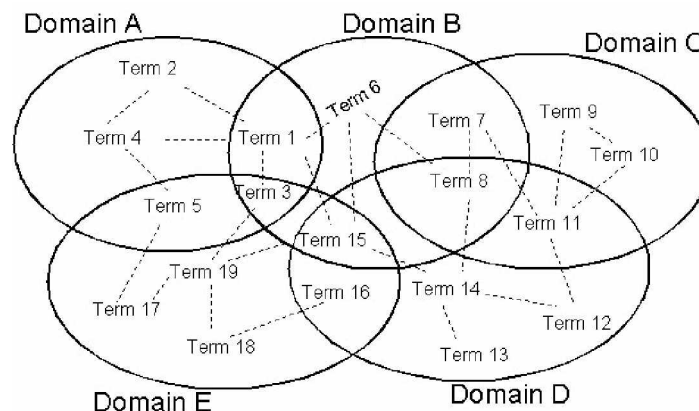 Domain A
Domain B
Domain C
Term 2
Term 6
Term 7
Term 9
Term 4
Term 1
Term 10
Term 8
Term 3
Term 5
Term 11
Term 15
Term 19
Term 16
Term 14
Term 17
Term 12
Term 18
Term 13
Domain E
Domain D